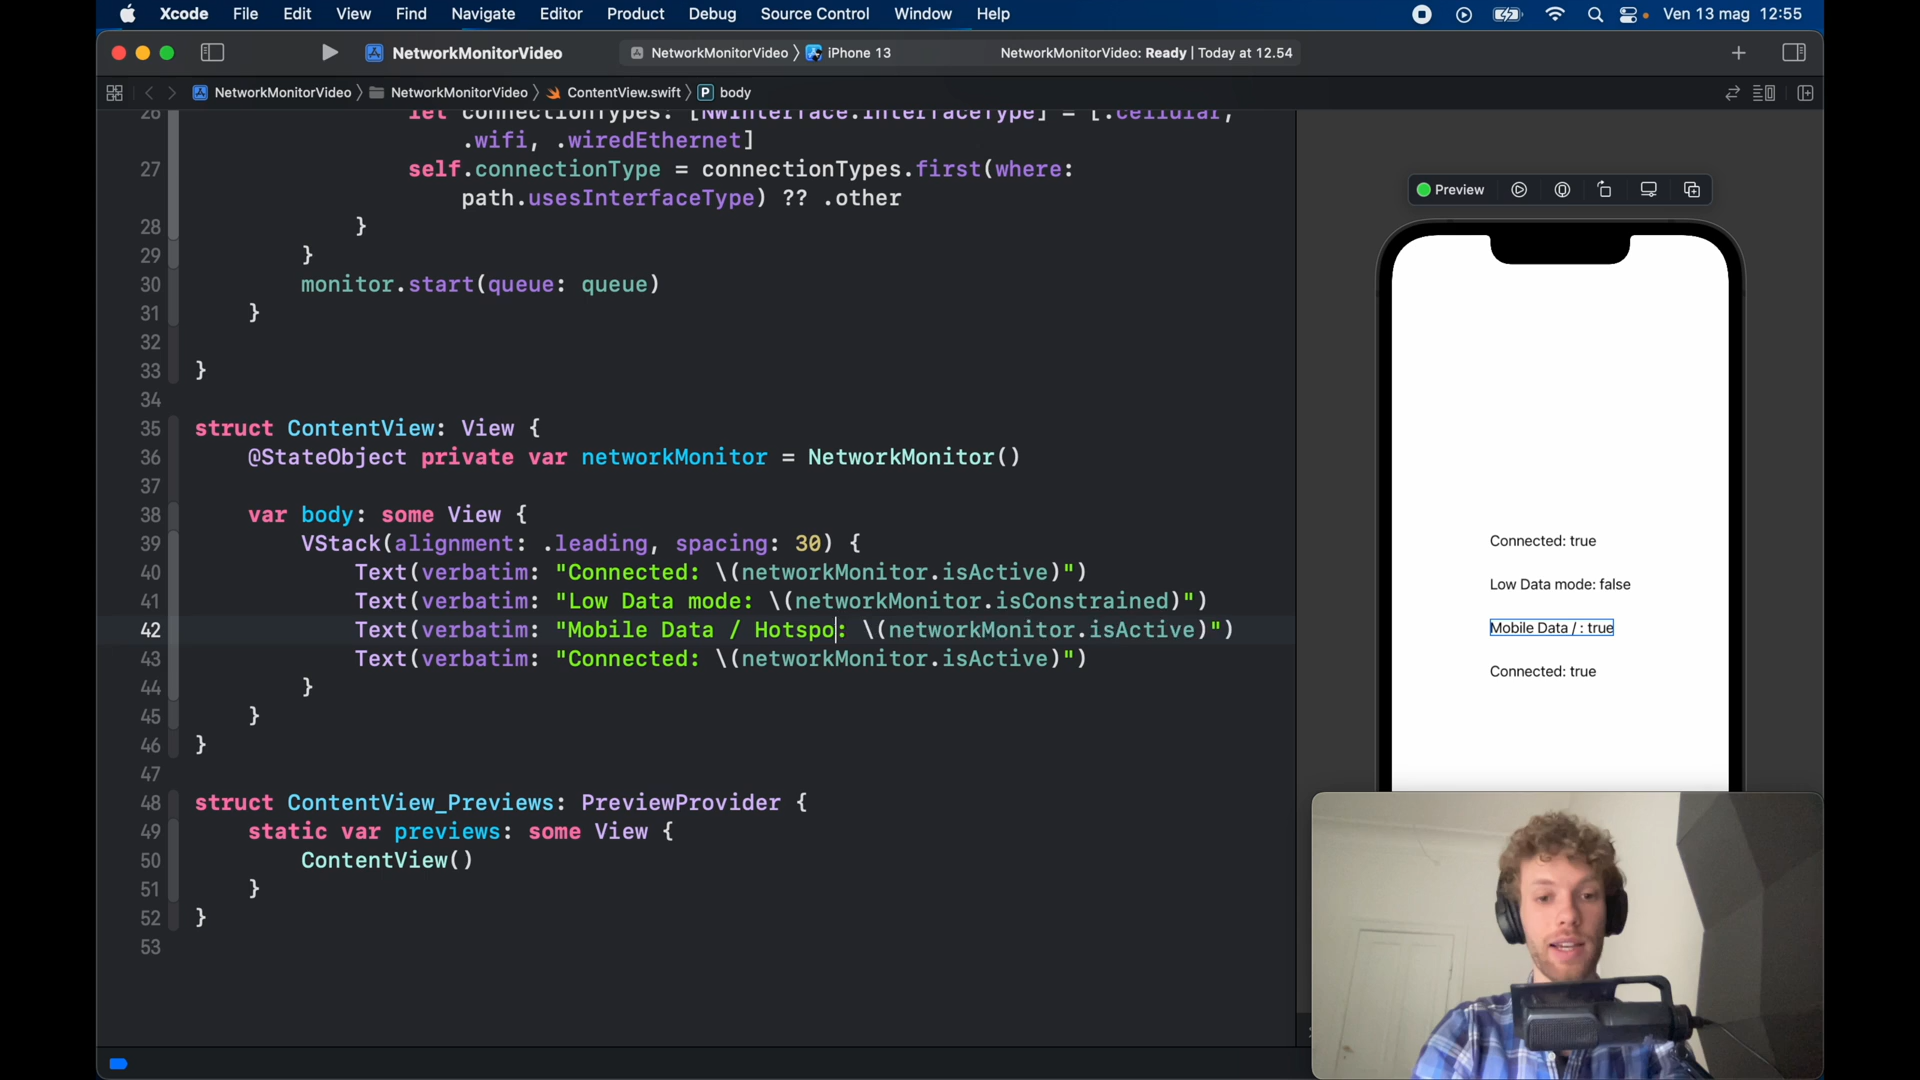 Xcode File Edit View Find Navigate Editor Product Debug Source Control Window Help Ven 13 mag 12:55
NetworkMonitorVideo NetworkMonitorVideo iPhone 13 NetworkMonitorVideo: Ready | Today at 12.54
NetworkMonitorVideo NetworkMonitorVideo ContentView.swift P body
26 let connectionTypes: [NWInterface.InterfaceType] = [.cellular,
.wifi, .wiredEthernet]
27 self.connectionType = connectionTypes.first(where:
path.usesInterfaceType) ?? .other
28 }
29 }
30 monitor.start(queue: queue)
31 }
32
33 }
34
35 struct ContentView: View {
36 @StateObject private var networkMonitor = NetworkMonitor()
37
38 var body: some View {
39 VStack(alignment: .leading, spacing: 30) {
40 Text(verbatim: "Connected: \(networkMonitor.isActive)")
41 Text(verbatim: "Low Data mode: \(networkMonitor.isConstrained)")
42 Text(verbatim: "Mobile Data / Hotspo: \(networkMonitor.isActive)")
43 Text(verbatim: "Connected: \(networkMonitor.isActive)")
44 }
45 }
46 }
47
48 struct ContentView_Previews: PreviewProvider {
49 static var previews: some View {
50 ContentView()
51 }
52 }
53
Preview
Connected: true
Low Data mode: false
Mobile Data / : true
Connected: true